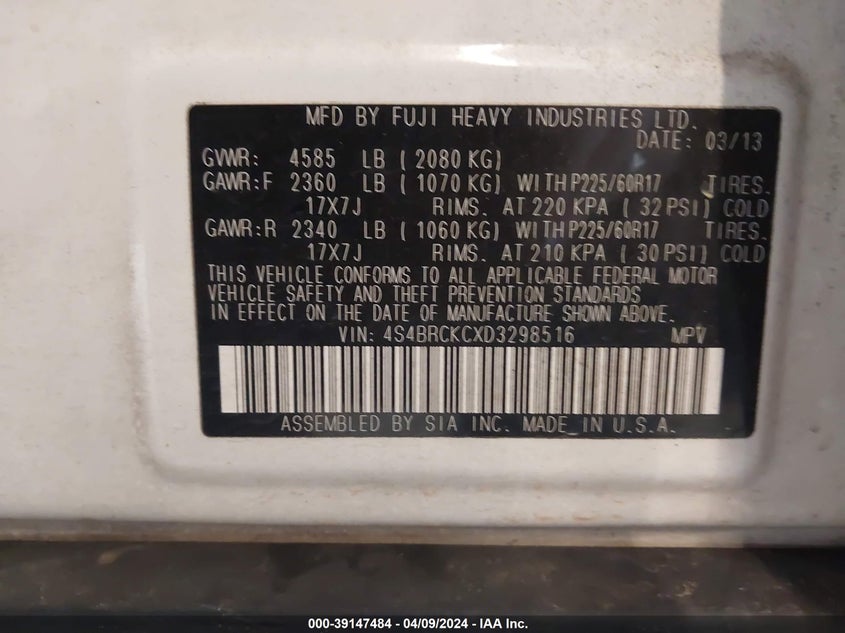 MFD BY FUJI HEAVY INDUSTRIES LTD.
DATE: 03/13
GVWR: 4585 LB ( 2080 KG)
GAWR:F 2360 LB ( 1070 KG) WITH P225/60R17 TIRES.
17X7J RIMS. AT 220 KPA ( 32 PSI) COLD
GAWR:R 2340 LB ( 1060 KG) WITH P225/60R17 TIRES.
17X7J RIMS. AT 210 KPA ( 30 PSI) COLD
THIS VEHICLE CONFORMS TO ALL APPLICABLE FEDERAL MOTOR
VEHICLE SAFETY AND THEFT PREVENTION STANDARDS
IN EFFECT ON THE DATE OF MANUFACTURE SHOWN ABOVE.
VIN: 4S4BRCKCXD3298516 MPV
ASSEMBLED BY SIA INC. MADE IN U.S.A.
000-39147484 - 04/09/2024 - IAA Inc.